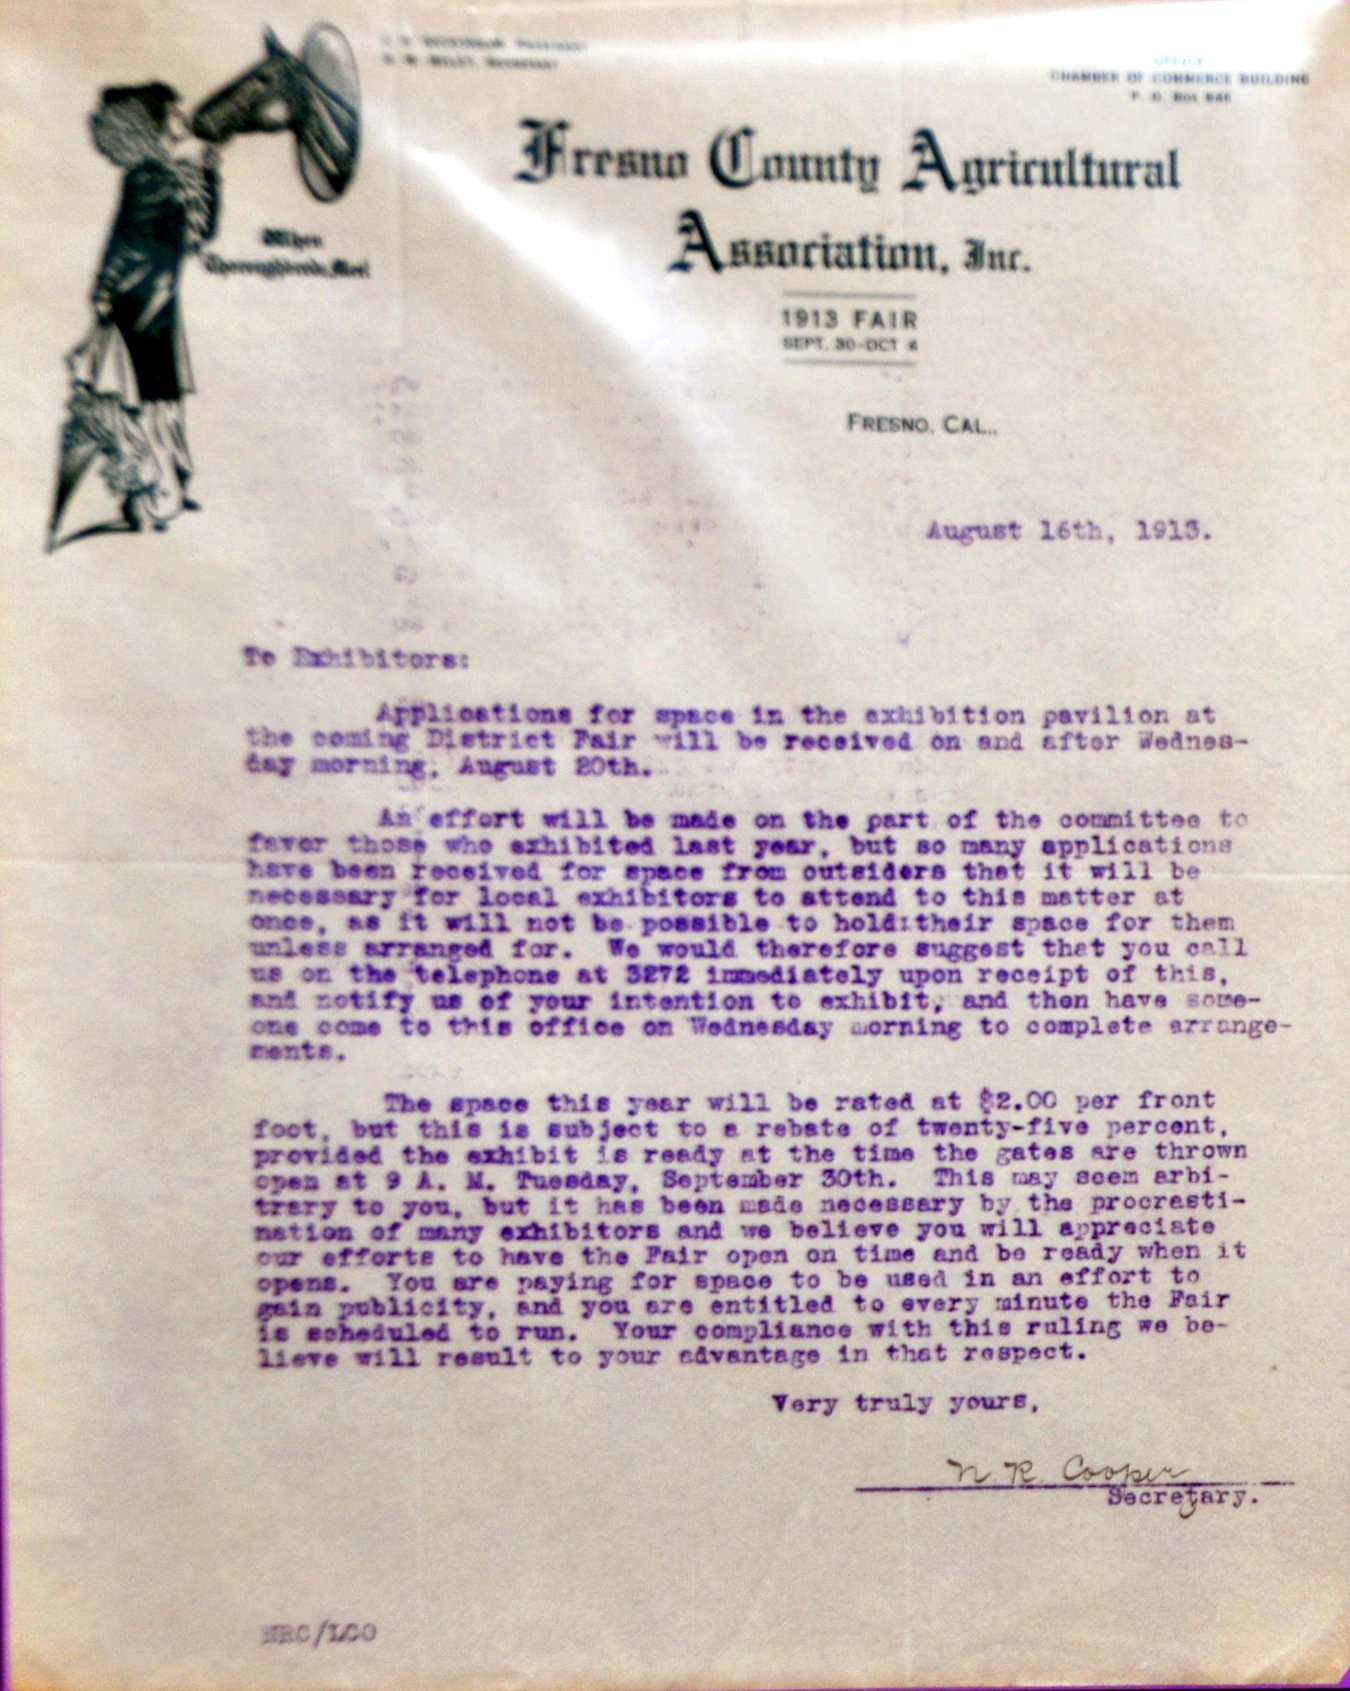 President
Secretary
OFFICE
CHAMBER OF COMMERCE BUILDING
P. O. Box 846
Fresno County Agricultural
Association, Inc.
When
Thoroughbreds Meet
1913 FAIR
SEPT. 30-OCT 4
FRESNO, CAL.,
August 16th, 1913.
To Exhibitors:
Applications for space in the exhibition pavilion at
the coming District Fair will be received on and after Wednes-
day morning, August 20th.
An effort will be made on the part of the committee to
favor those who exhibited last year, but so many applications
have been received for space from outsiders that it will be
necessary for local exhibitors to attend to this matter at
once, as it will not be possible to hold their space for them
unless arranged for. We would therefore suggest that you call
us on the telephone at 3272 immediately upon receipt of this,
and notify us of your intention to exhibit, and then have some-
one come to this office on Wednesday morning to complete arrange-
ments.
The space this year will be rated at $2.00 per front
foot, but this is subject to a rebate of twenty-five percent,
provided the exhibit is ready at the time the gates are thrown
open at 9 A. M. Tuesday, September 30th. This may seem arbi-
trary to you, but it has been made necessary by the procrasti-
nation of many exhibitors and we believe you will appreciate
our efforts to have the Fair open on time and be ready when it
opens. You are paying for space to be used in an effort to
gain publicity, and you are entitled to every minute the Fair
is scheduled to run. Your compliance with this ruling we be-
lieve will result to your advantage in that respect.
Very truly yours,
N. R. Cooper
Secretary.
NRC/LCO